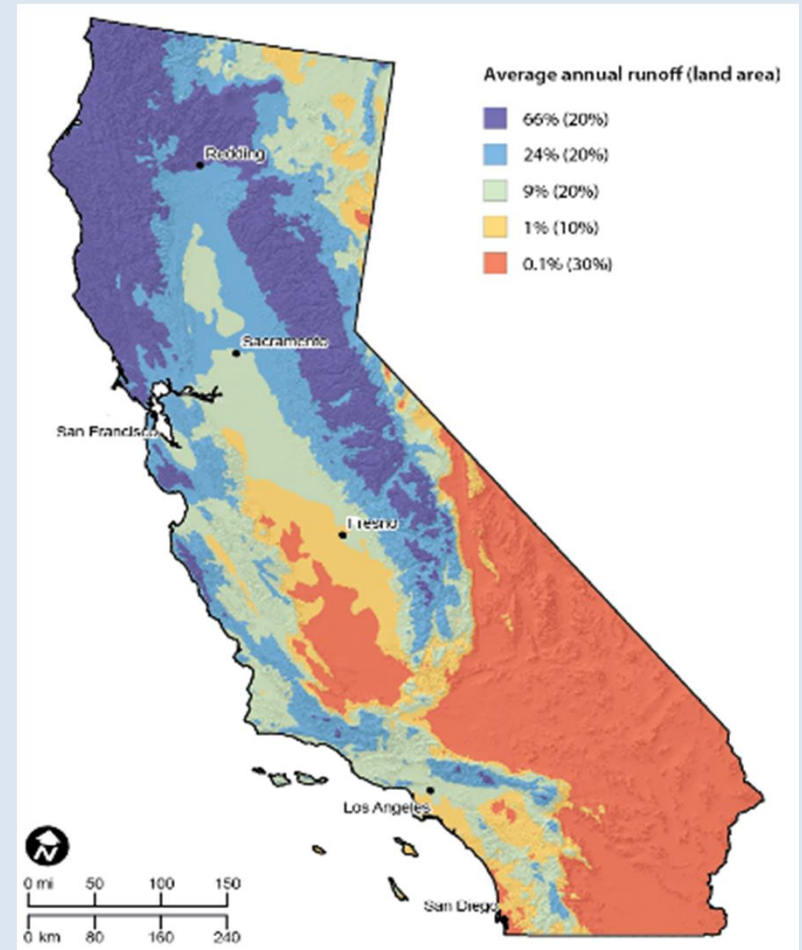 Average annual runoff (land area)
66% (20%)
24% (20%)
9% (20%)
1% (10%)
0.1% (30%)
Redding
Sacramento
San Francisco
Fresno
Los Angeles
San Diego
N
0 mi 50 100 150
0 km 80 160 240